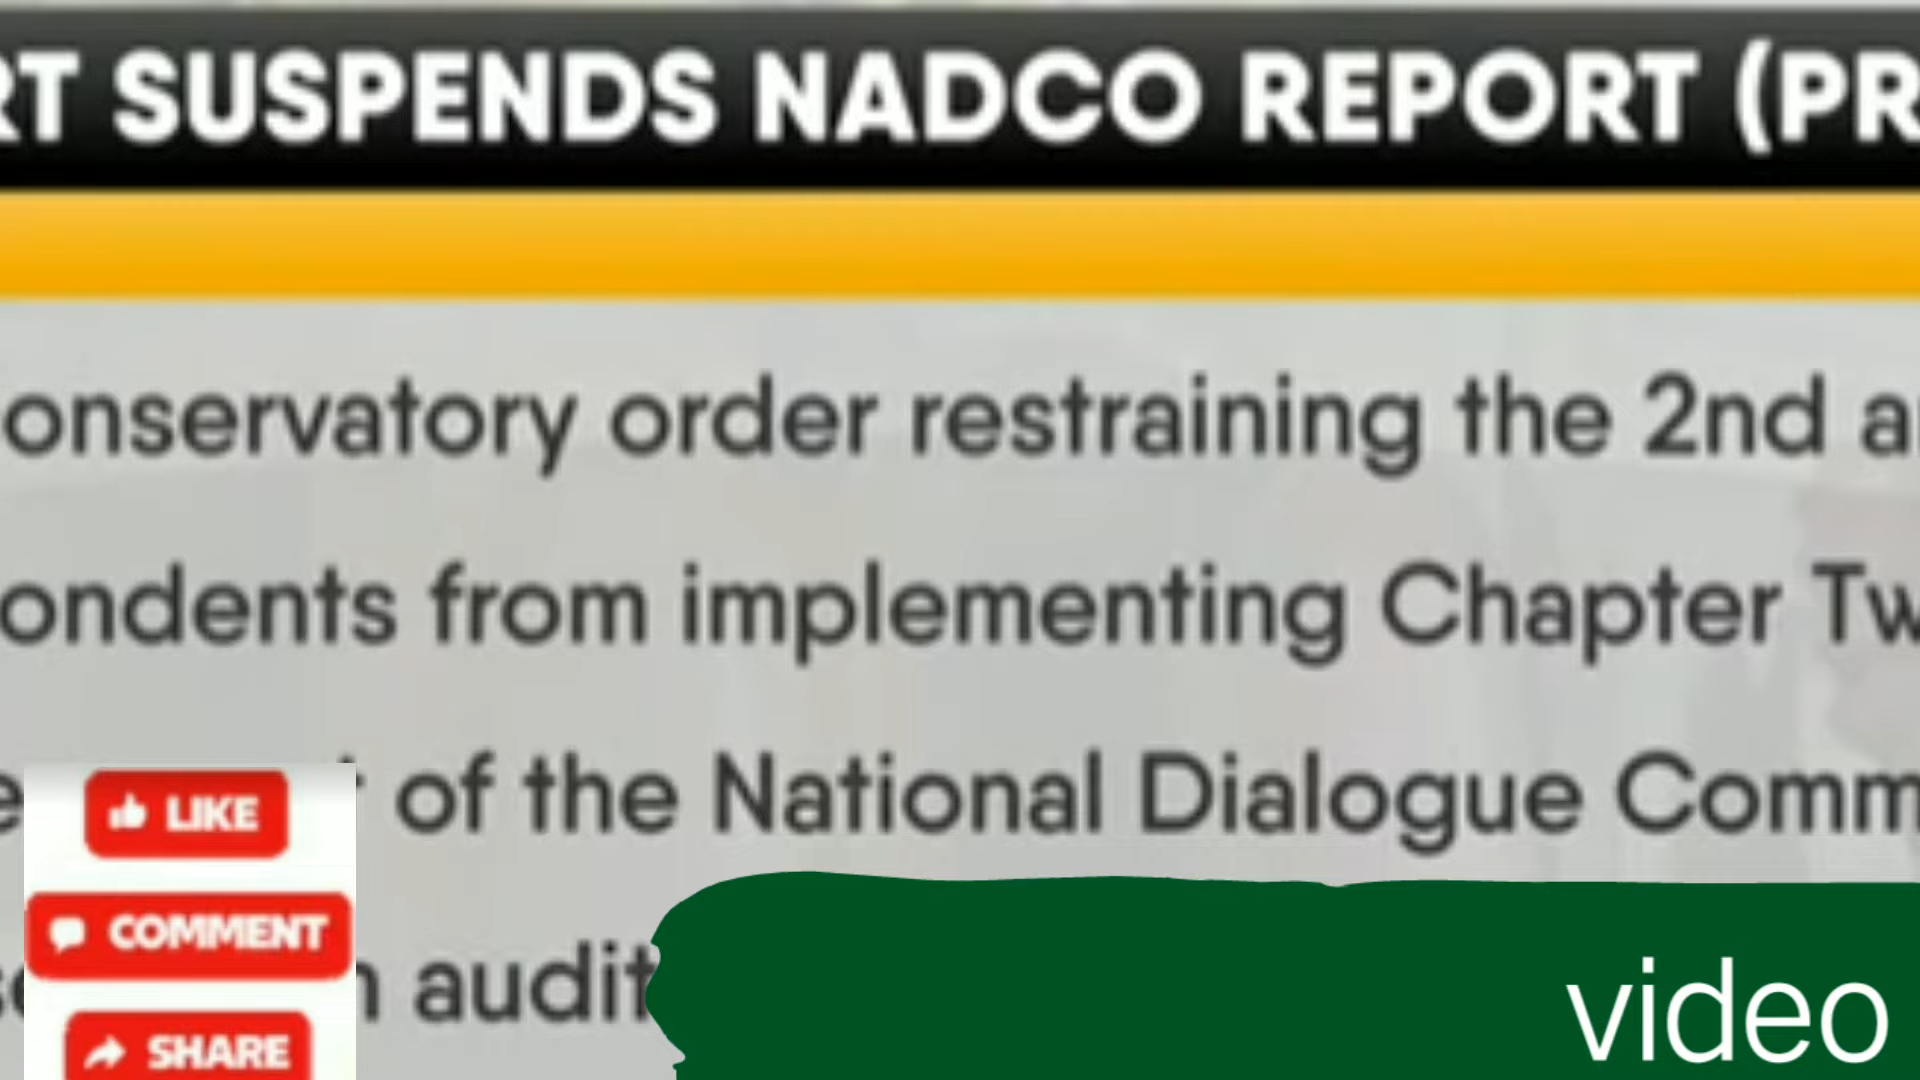 RT SUSPENDS NADCO REPORT (PR
onservatory order restraining the 2nd a
ondents from implementing Chapter Tw
of the National Dialogue Comm
audit
LIKE
COMMENT
SHARE
video